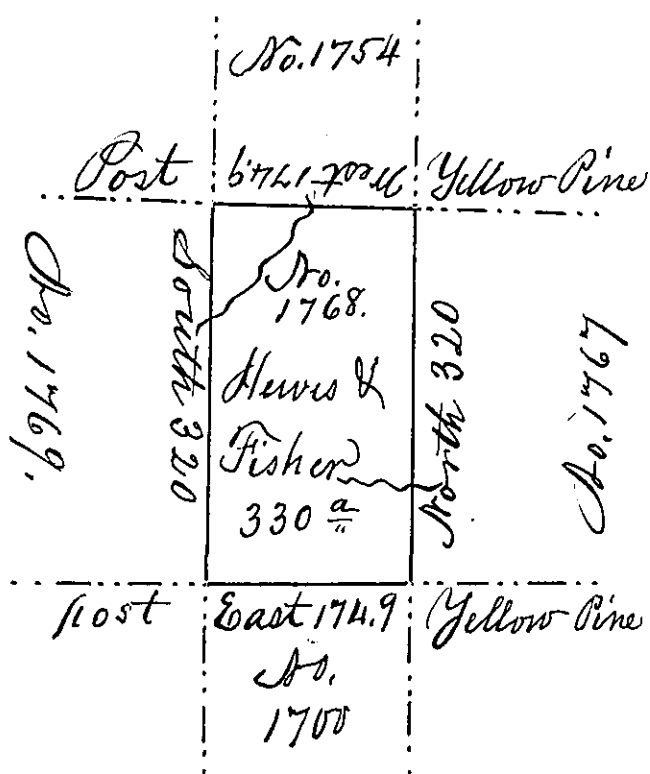 No. 1754
Post West 174.9 Yellow Pine
No. 1769.
South 320
No.
1768.
Hewes &
Fisher
330 a
North 320
No. 1767
Post East 174.9 Yellow Pine
No.
1700